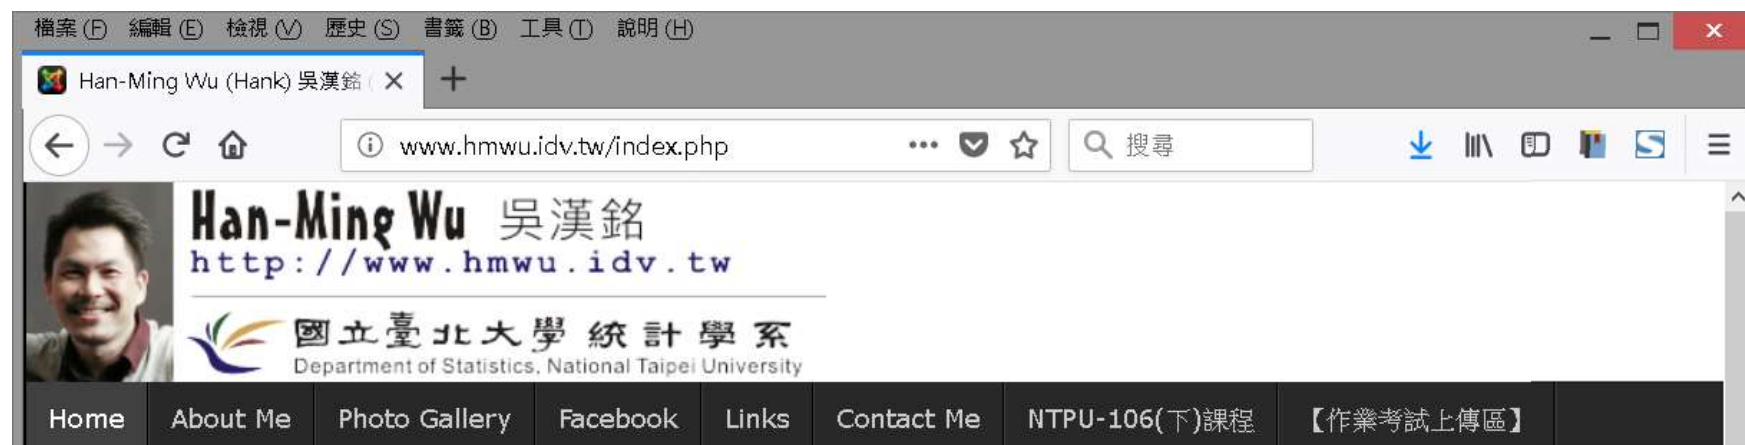 檔案(F) 編輯(E) 檢視(V) 歷史(S) 書籤(B) 工具(T) 說明(H)
Han-Ming Wu (Hank) 吳漢銘 (
www.hmwu.idv.tw/index.php 搜尋
Han-Ming Wu 吳漢銘
http://www.hmwu.idv.tw
國立臺北大學 統計學系
Department of Statistics, National Taipei University
Home About Me Photo Gallery Facebook Links Contact Me NTPU-106(下)課程 【作業考試上傳區】